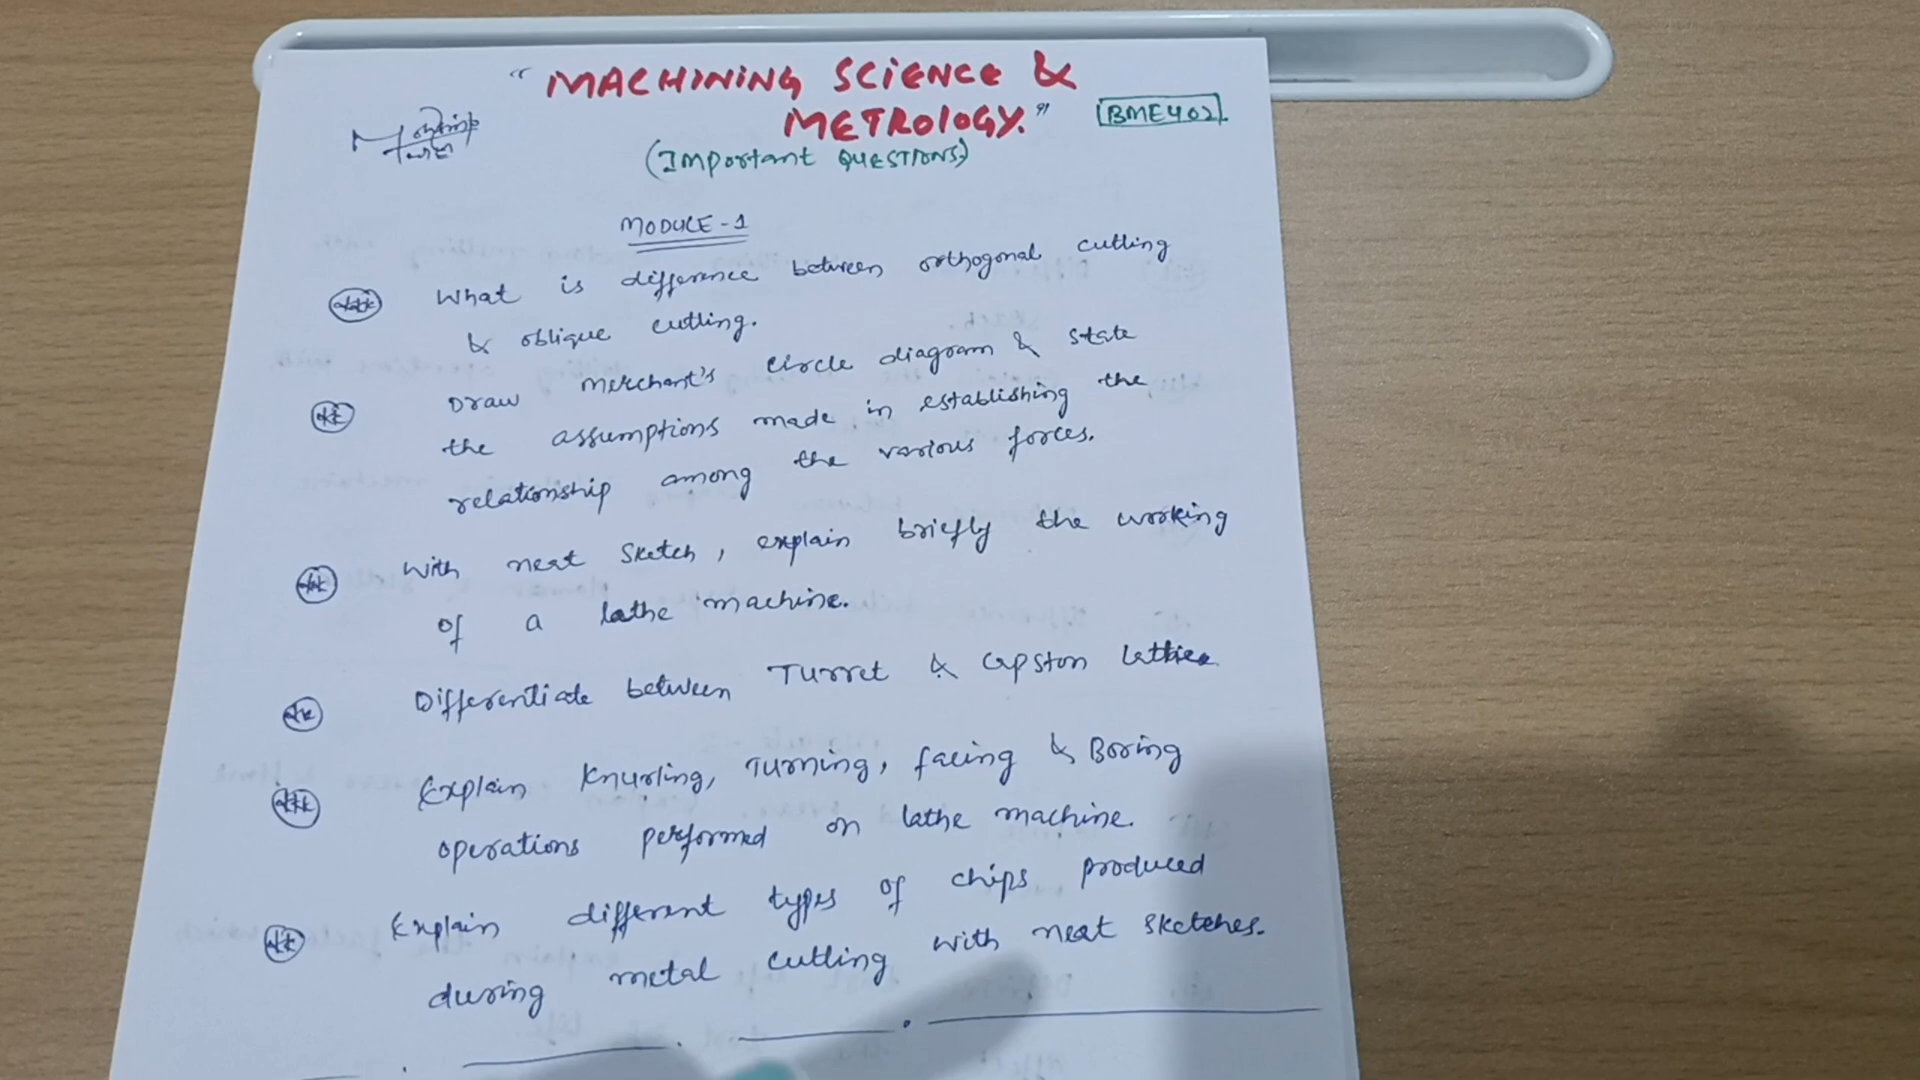 "MACHINING SCIENCE &
METROLOGY."
BME402
(Important QUESTIONS)
MODULE-1
What is difference between orthogonal cutting
& oblique cutting.
Draw merchant's circle diagram & state
the assumptions made in establishing the
relationship among the various forces.
With neat sketch, explain briefly the working
of a lathe machine.
Differentiate between Turret & Capston Lathe
Explain Knurling, Turning, facing & Boring
operations performed on lathe machine.
Explain different types of chips produced
during metal cutting with neat sketches.